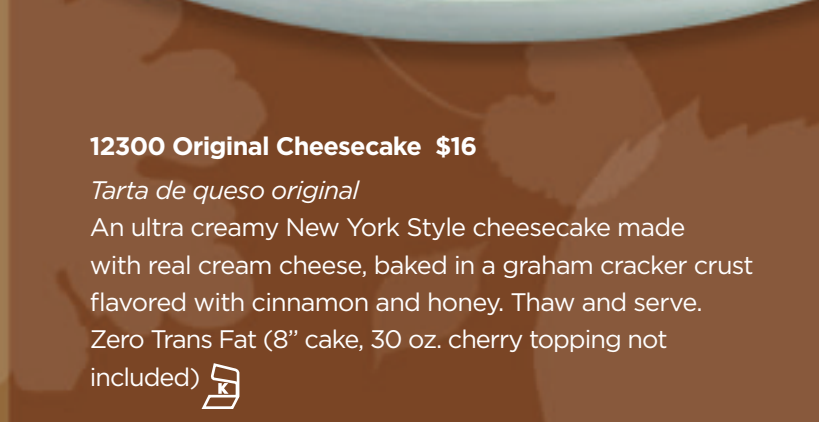 12300 Original Cheesecake $16
Tarta de queso original
An ultra creamy New York Style cheesecake made
with real cream cheese, baked in a graham cracker crust
flavored with cinnamon and honey. Thaw and serve.
Zero Trans Fat (8” cake, 30 oz. cherry topping not
included) K